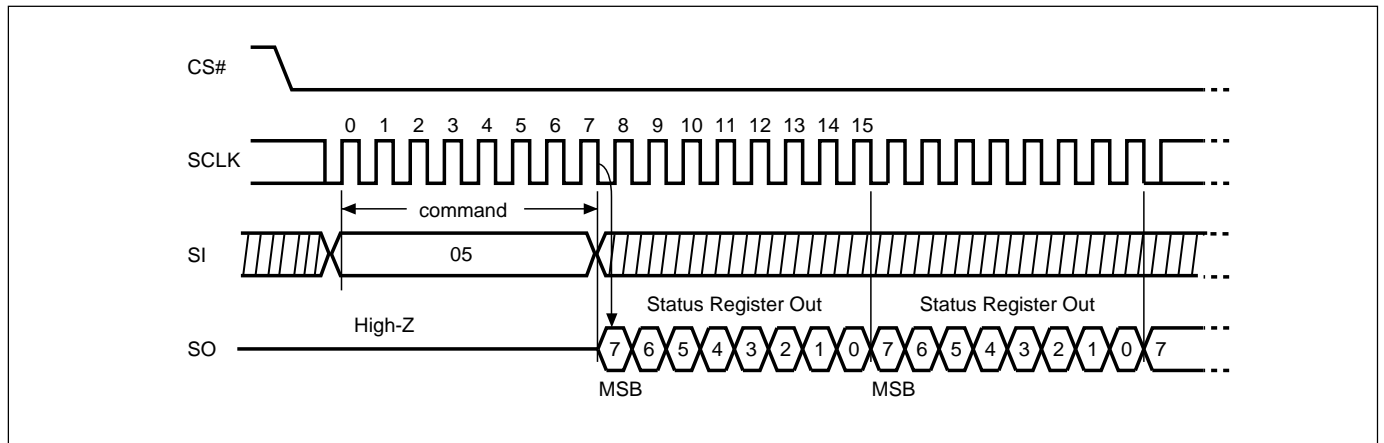 CS#
0 1 2 3 4 5 6 7 8 9 10 11 12 13 14 15
SCLK
command
SI
05
Status Register Out Status Register Out
High-Z
SO
7 6 5 4 3 2 1 0 7 6 5 4 3 2 1 0 7
MSB MSB